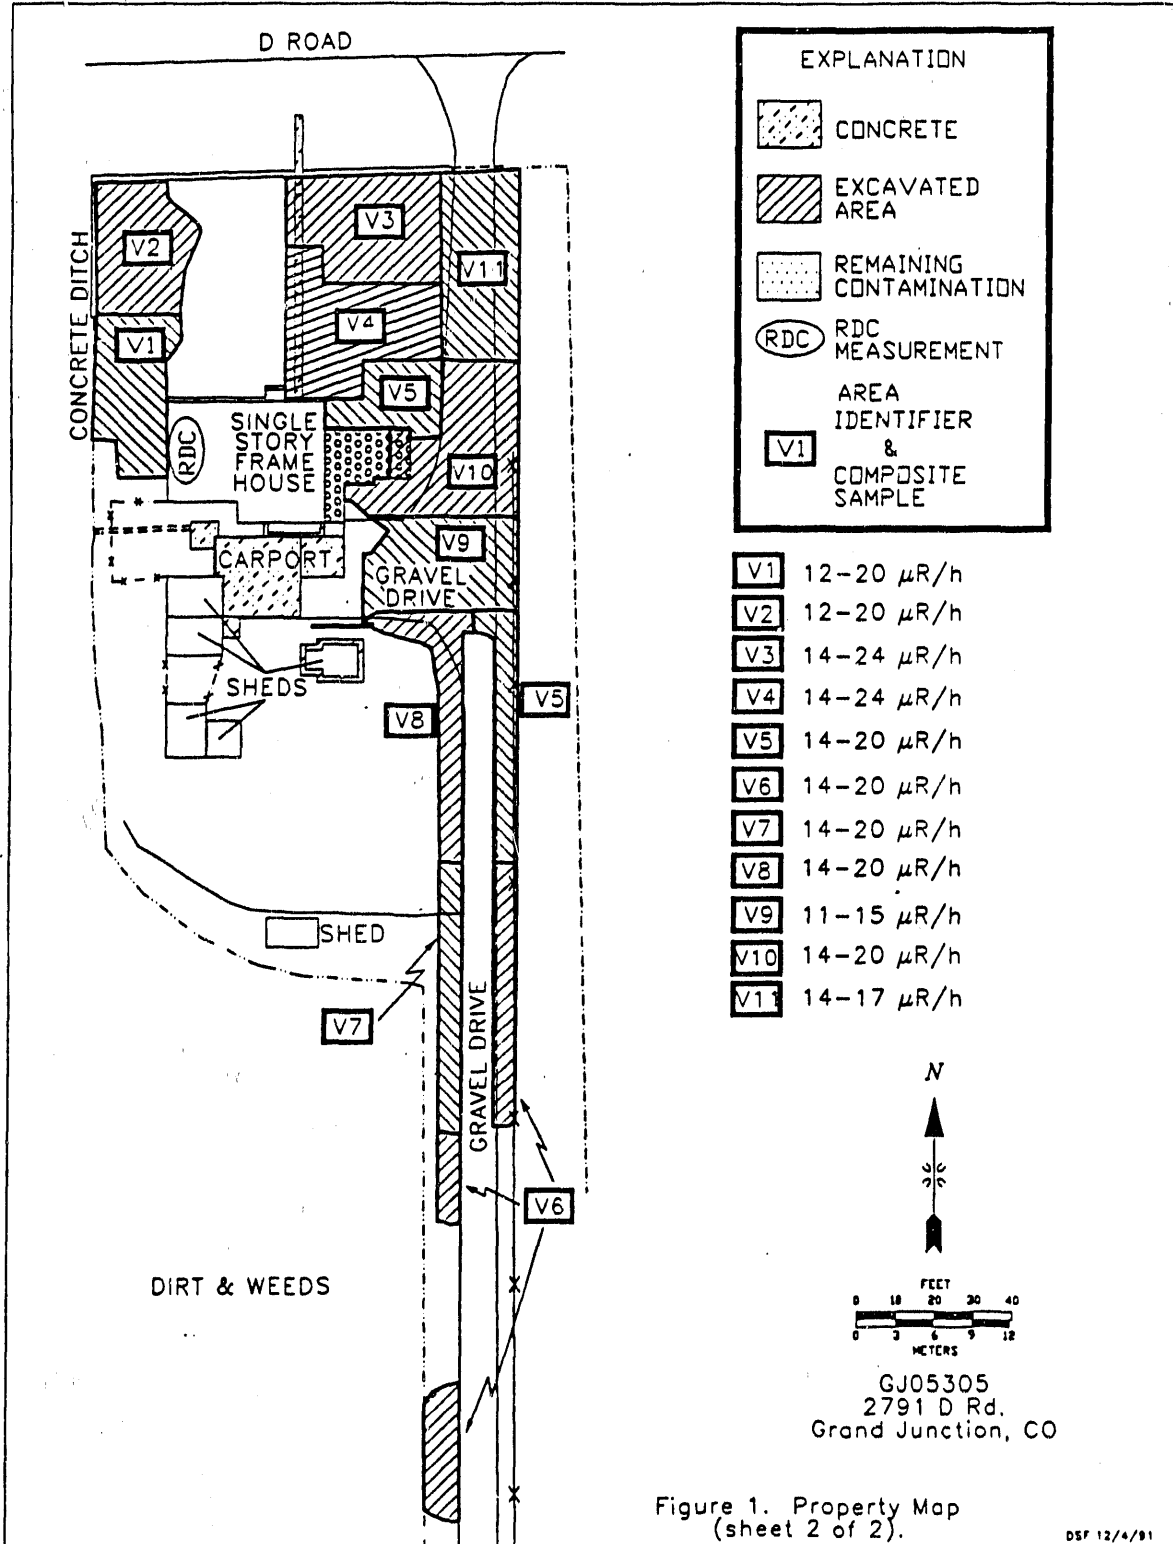 D ROAD
V2
V3
V11
CONCRETE DITCH
V1
V4
V5
RDC
SINGLE
STORY
FRAME
HOUSE
V10
V9
CARPORT
GRAVEL
DRIVE
SHEDS
V8
V5
SHED
V7
GRAVEL DRIVE
V6
DIRT & WEEDS
EXPLANATION
CONCRETE
EXCAVATED
AREA
REMAINING
CONTAMINATION
RDC
RDC
MEASUREMENT
V1
AREA
IDENTIFIER
&
COMPOSITE
SAMPLE
V1 12-20 μR/h
V2 12-20 μR/h
V3 14-24 μR/h
V4 14-24 μR/h
V5 14-20 μR/h
V6 14-20 μR/h
V7 14-20 μR/h
V8 14-20 μR/h
V9 11-15 μR/h
V10 14-20 μR/h
V11 14-17 μR/h
N
FEET
0 10 20 30 40
0 3 6 9 12
METERS
GJ05305
2791 D Rd.
Grand Junction, CO
Figure 1. Property Map
(sheet 2 of 2).
DSF 12/4/91